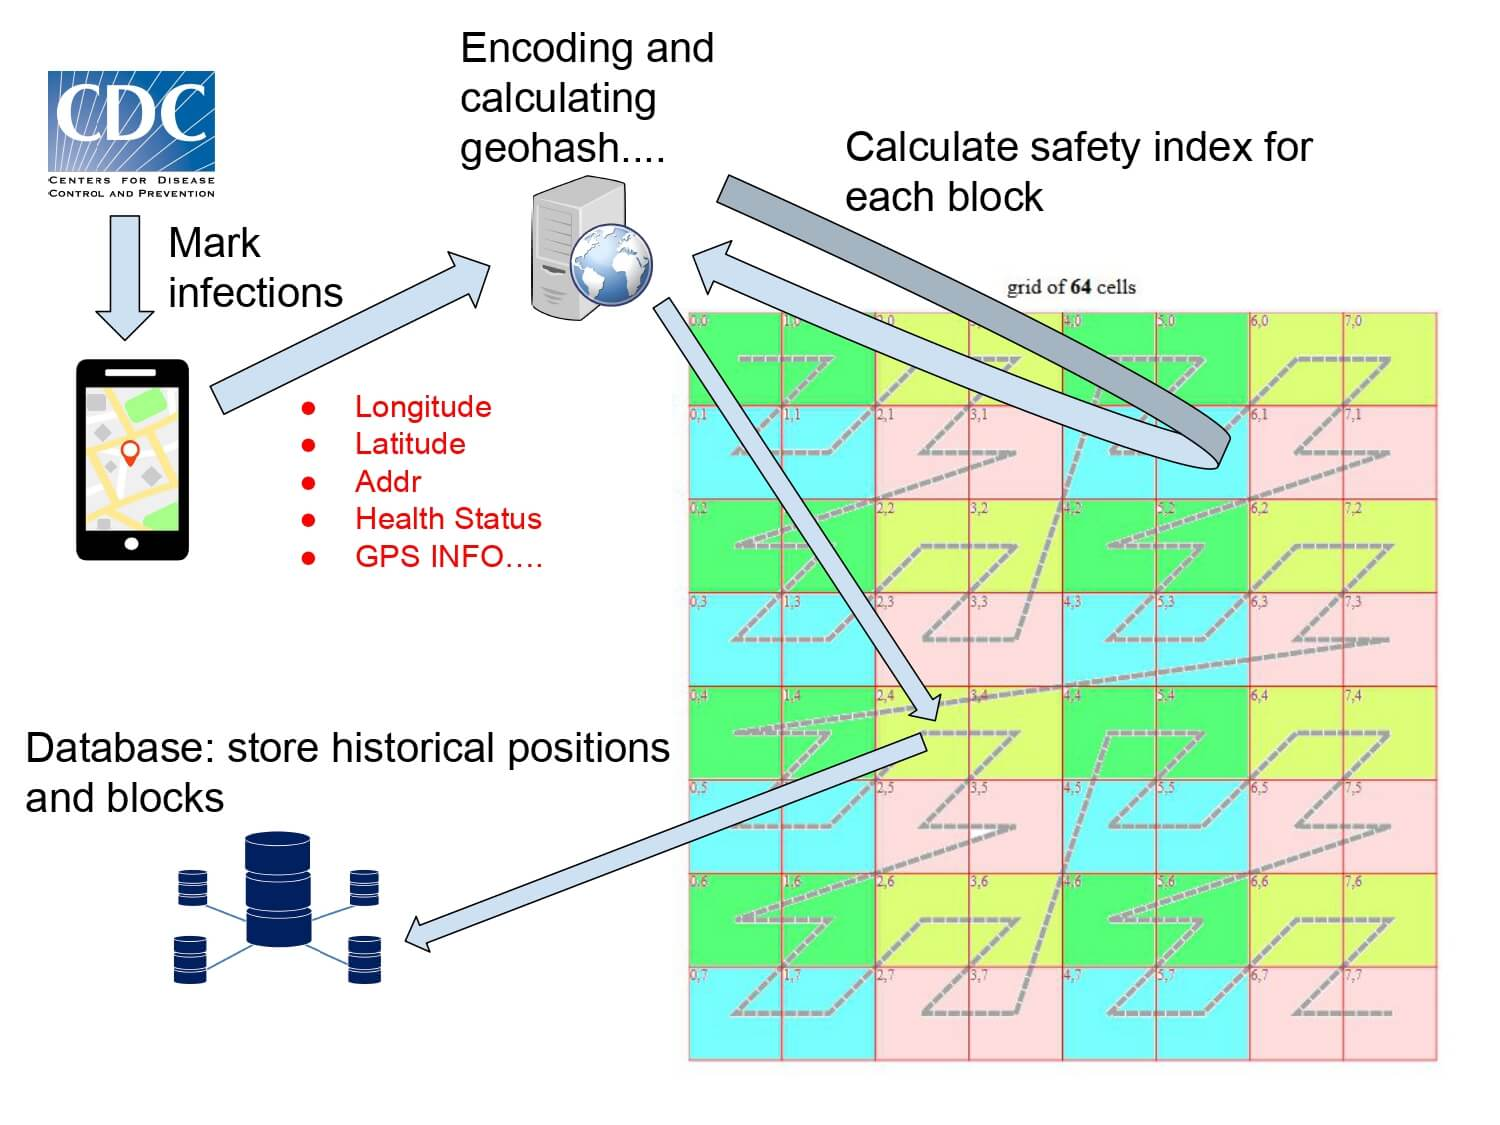 Encoding and
calculating
geohash....
CDC
CENTERS FOR DISEASE
CONTROL AND PREVENTION
Calculate safety index for
each block
Mark
infections
grid of 64 cells
Longitude
Latitude
Addr
Health Status
GPS INFO….
Database: store historical positions
and blocks
0,0 1,0 2,0 3, 4,0 5,0 6,0 7,0
0,1 1,1 2,1 3,1 6,1 7,1
0,2 2,2 3,2 4,2 5,2 6,2 7,2
0,3 1,3 2,3 3,3 4,3 5,3 6,3 7,3
0,4 1,4 2,4 3,4 4,4 5,4 6,4 7,4
0,5 2,5 3,5 4,5 5,5 6,5 7,5
0,6 1,6 2,6 3,6 4,6 5,6 6,6 7,6
0,7 1,7 2,7 3,7 4,7 5,7 6,7 7,7